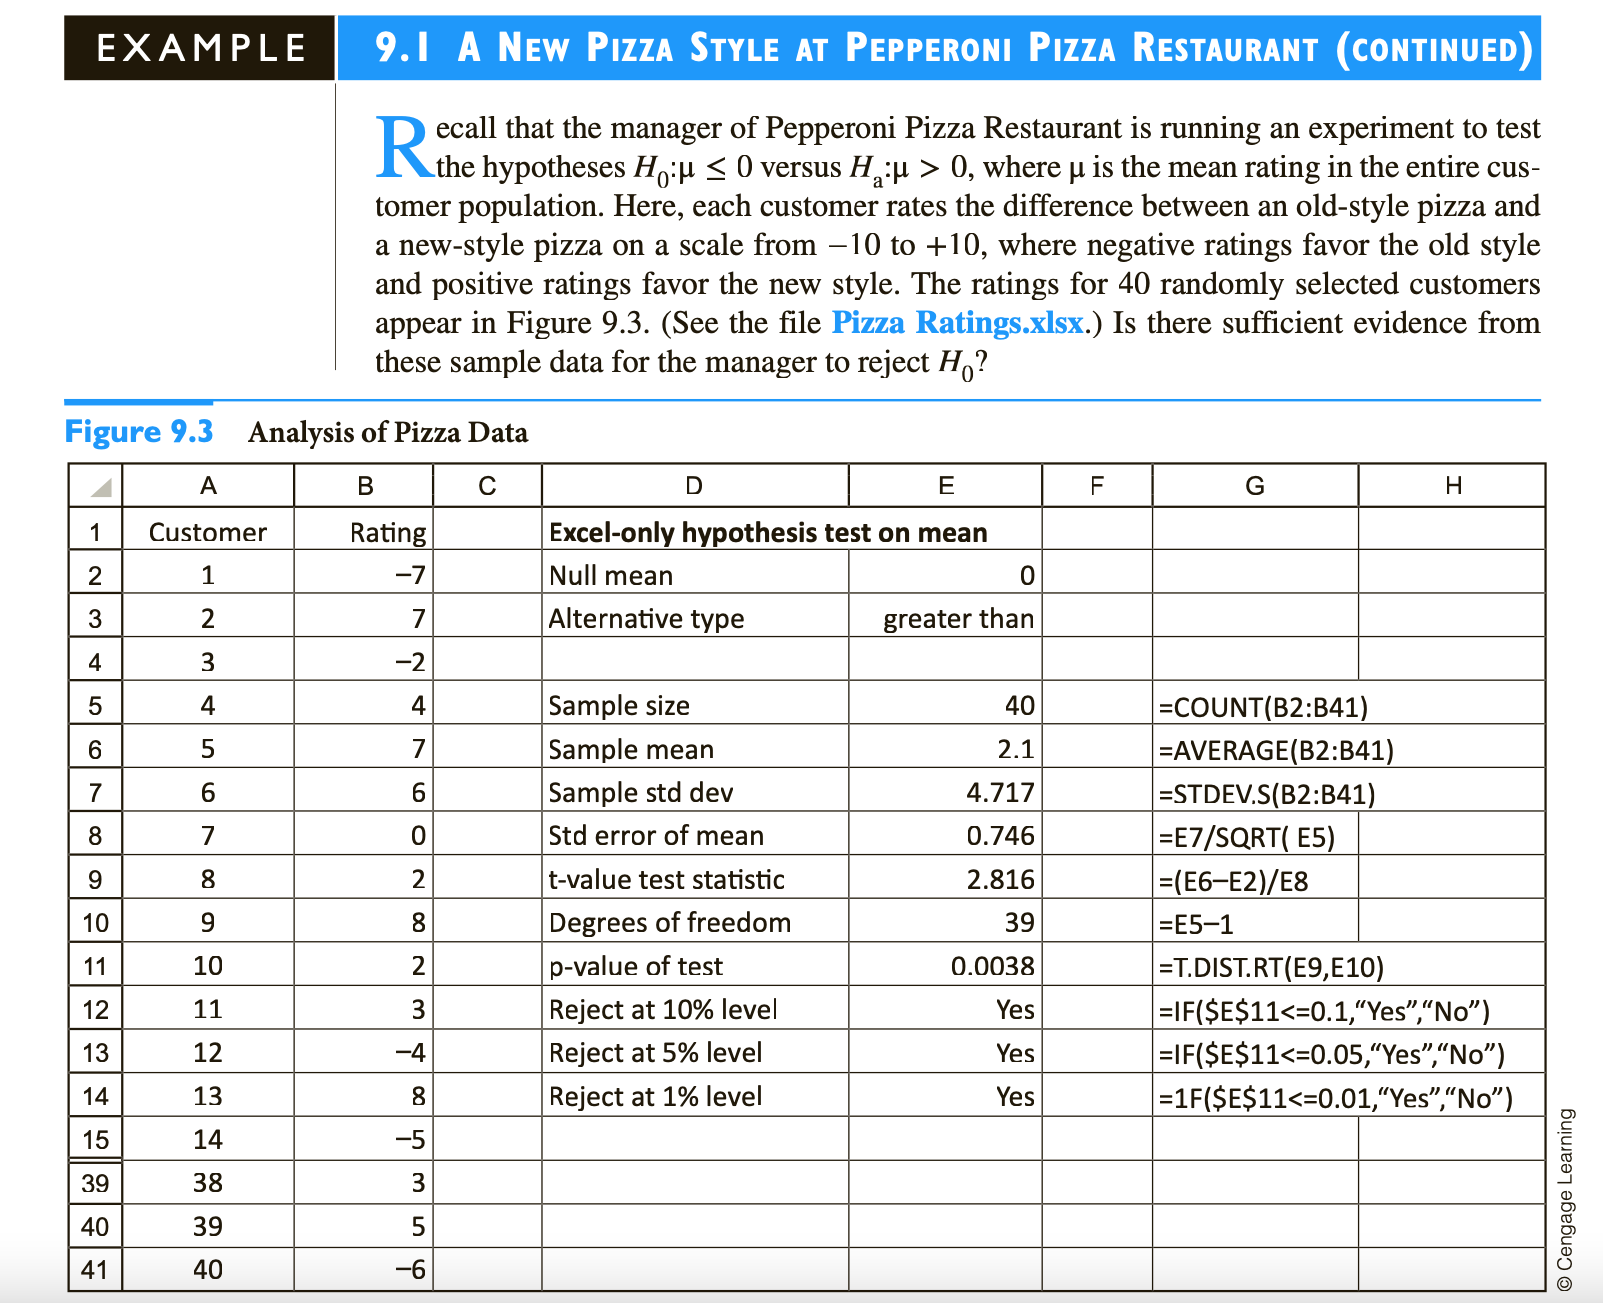 EXAMPLE 9.1 A NEW PIZZA STYLE AT PEPPERONI PIZZA RESTAURANT (CONTINUED)
Recall that the manager of Pepperoni Pizza Restaurant is running an experiment to test
the hypotheses H0:μ ≤ 0 versus Ha:μ > 0, where μ is the mean rating in the entire cus-
tomer population. Here, each customer rates the difference between an old-style pizza and
a new-style pizza on a scale from −10 to +10, where negative ratings favor the old style
and positive ratings favor the new style. The ratings for 40 randomly selected customers
appear in Figure 9.3. (See the file Pizza Ratings.xlsx.) Is there sufficient evidence from
these sample data for the manager to reject H0?
Figure 9.3 Analysis of Pizza Data
A B C D E F G H
1 Customer Rating Excel-only hypothesis test on mean
2 1 −7 Null mean 0
3 2 7 Alternative type greater than
4 3 −2
5 4 4 Sample size 40 =COUNT(B2:B41)
6 5 7 Sample mean 2.1 =AVERAGE(B2:B41)
7 6 6 Sample std dev 4.717 =STDEV.S(B2:B41)
8 7 0 Std error of mean 0.746 =E7/SQRT( E5)
9 8 2 t-value test statistic 2.816 =(E6−E2)/E8
10 9 8 Degrees of freedom 39 =E5−1
11 10 2 p-value of test 0.0038 =T.DIST.RT(E9,E10)
12 11 3 Reject at 10% level Yes =IF($E$11<=0.1,“Yes”,“No”)
13 12 −4 Reject at 5% level Yes =IF($E$11<=0.05,“Yes”,“No”)
14 13 8 Reject at 1% level Yes =1F($E$11<=0.01,“Yes”,“No”)
15 14 −5
39 38 3
40 39 5
41 40 −6
© Cengage Learning